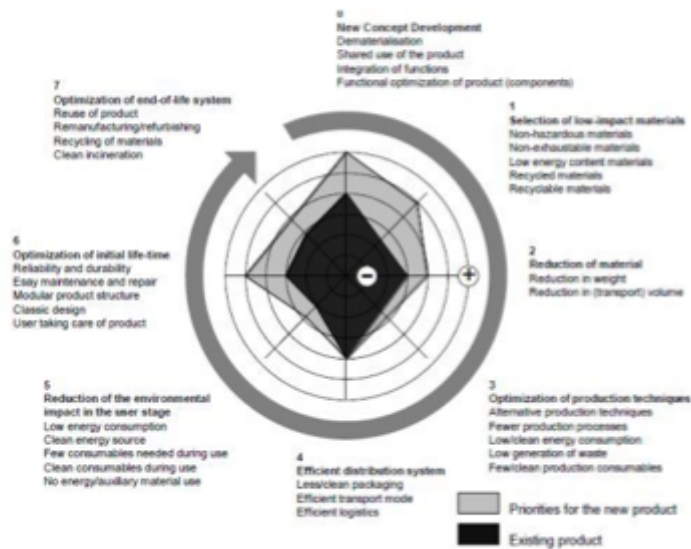 0
New Concept Development
Dematerialisation
Shared use of the product
Integration of functions
Functional optimization of product (components)
1
Selection of low-impact materials
Non-hazardous materials
Non-exhaustable materials
Low energy content materials
Recycled materials
Recyclable materials
2
Reduction of material
Reduction in weight
Reduction in (transport) volume
3
Optimization of production techniques
Alternative production techniques
Fewer production processes
Low/clean energy consumption
Low generation of waste
Few/clean production consumables
4
Efficient distribution system
Less/clean packaging
Efficient transport mode
Efficient logistics
5
Reduction of the environmental
impact in the user stage
Low energy consumption
Clean energy source
Few consumables needed during use
Clean consumables during use
No energy/auxiliary material use
6
Optimization of initial life-time
Reliability and durability
Esay maintenance and repair
Modular product structure
Classic design
User taking care of product
7
Optimization of end-of-life system
Reuse of product
Remanufacturing/refurbishing
Recycling of materials
Clean incineration
-
+
Priorities for the new product
Existing product